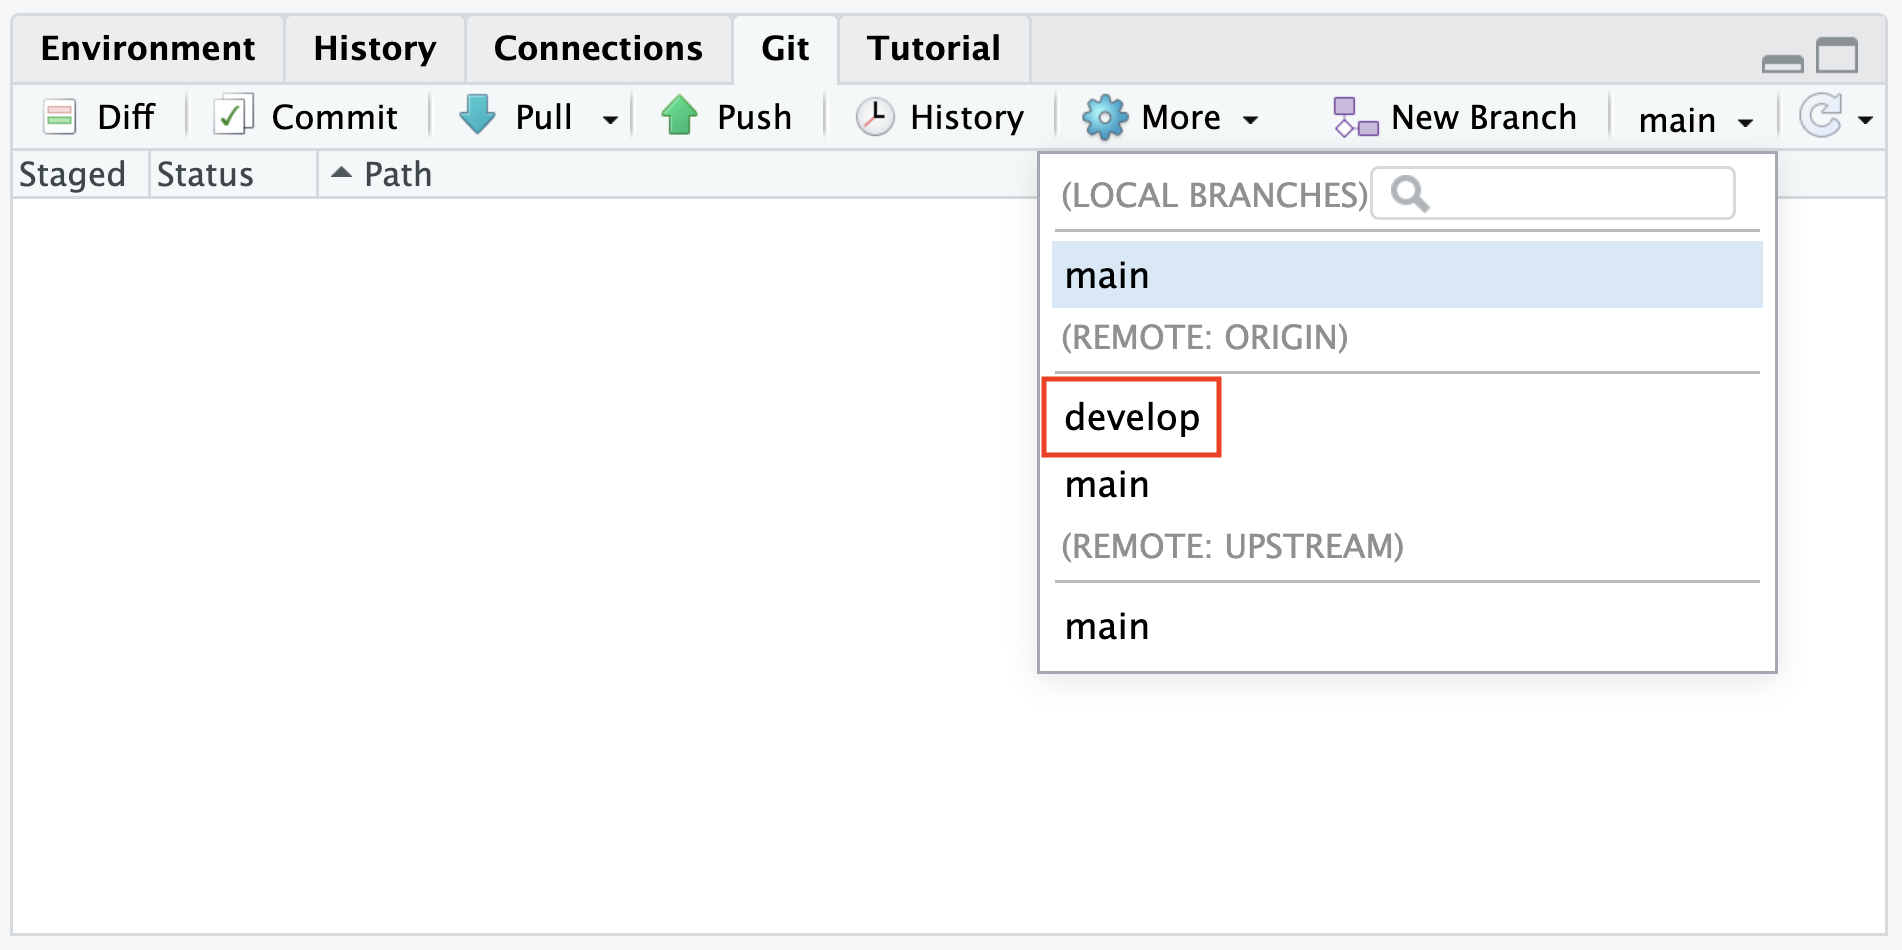 Environment History Connections Git Tutorial
Diff Commit Pull Push History More New Branch main
Staged Status Path
(LOCAL BRANCHES)
main
(REMOTE: ORIGIN)
develop
main
(REMOTE: UPSTREAM)
main